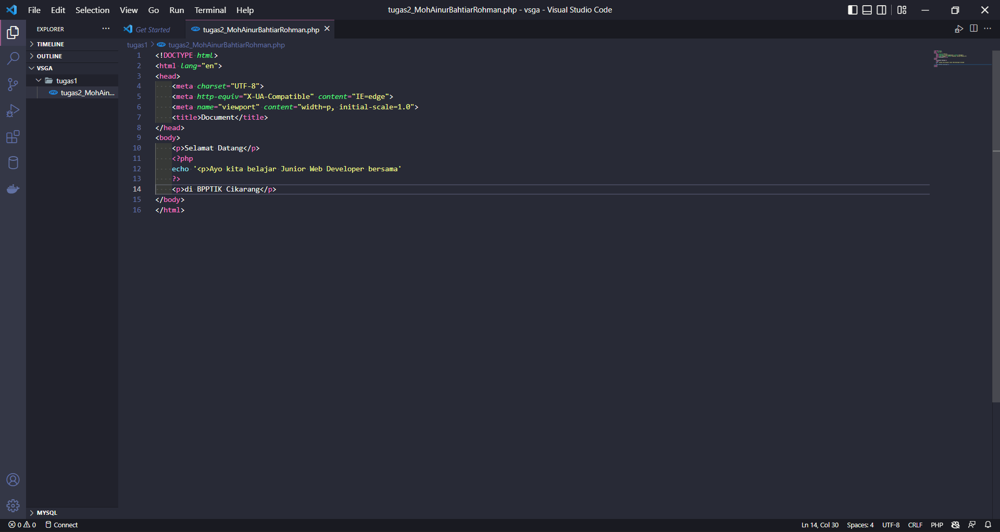 File Edit Selection View Go Run Terminal Help
tugas2_MohAinurBahtiarRohman.php - vsga - Visual Studio Code
EXPLORER
Get Started
php tugas2_MohAinurBahtiarRohman.php
TIMELINE
OUTLINE
VSGA
tugas1
php tugas2_MohAin...
tugas1 > php tugas2_MohAinurBahtiarRohman.php
1 <!DOCTYPE html>
2 <html lang="en">
3 <head>
4 <meta charset="UTF-8">
5 <meta http-equiv="X-UA-Compatible" content="IE=edge">
6 <meta name="viewport" content="width=p, initial-scale=1.0">
7 <title>Document</title>
8 </head>
9 <body>
10 <p>Selamat Datang</p>
11 <?php
12 echo '<p>Ayo kita belajar Junior Web Developer bersama'
13 ?>
14 <p>di BPPTIK Cikarang</p>
15 </body>
16 </html>
MYSQL
0 0 Connect
Ln 14, Col 30 Spaces: 4 UTF-8 CRLF PHP